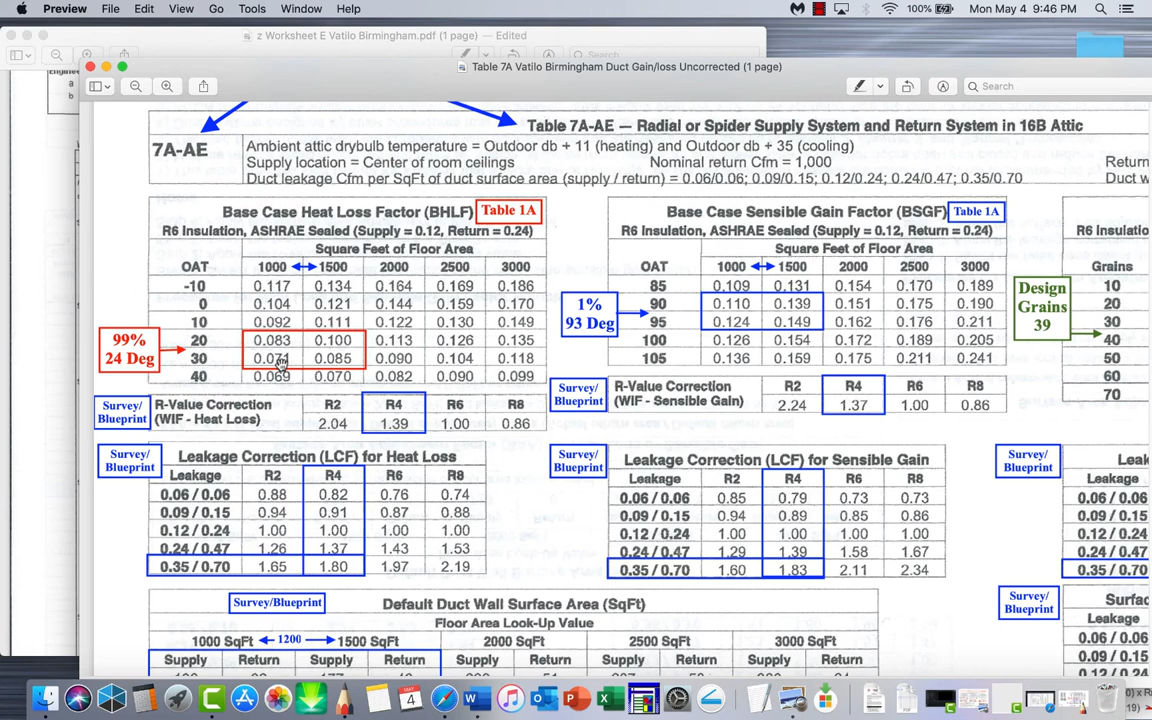 Preview File Edit View Go Tools Window Help
100% Mon May 4 9:46 PM
z Worksheet E Vatilo Birmingham.pdf (1 page) — Edited
Search
Table 7A Vatilo Birmingham Duct Gain/loss Uncorrected (1 page)
Search
Engine
a
b
Table 7A-AE — Radial or Spider Supply System and Return System in 16B Attic
7A-AE
Ambient attic drybulb temperature = Outdoor db + 11 (heating) and Outdoor db + 35 (cooling)
Supply location = Center of room ceilings Nominal return Cfm = 1,000 Return
Duct leakage Cfm per SqFt of duct surface area (supply / return) = 0.06/0.06; 0.09/0.15; 0.12/0.24; 0.24/0.47; 0.35/0.70 Duct w
Base Case Heat Loss Factor (BHLF) Table 1A
R6 Insulation, ASHRAE Sealed (Supply = 0.12, Return = 0.24)
Square Feet of Floor Area
OAT 1000 1500 2000 2500 3000
-10 0.117 0.134 0.164 0.169 0.186
0 0.104 0.121 0.144 0.159 0.170
10 0.092 0.111 0.122 0.130 0.149
20 0.083 0.100 0.113 0.126 0.135
30 0.085 0.090 0.104 0.118
40 0.069 0.070 0.082 0.090 0.099
99%
24 Deg
Base Case Sensible Gain Factor (BSGF) Table 1A
R6 Insulation, ASHRAE Sealed (Supply = 0.12, Return = 0.24)
Square Feet of Floor Area
OAT 1000 1500 2000 2500 3000
85 0.109 0.131 0.154 0.170 0.189
90 0.110 0.139 0.151 0.175 0.190
95 0.124 0.149 0.162 0.176 0.211
100 0.126 0.154 0.162 0.189 0.205
105 0.136 0.159 0.175 0.211 0.241
1%
93 Deg
R6 Insulatio
Grains
10
20
30
40
50
60
70
Design
Grains
39
Survey/
Blueprint
R-Value Correction R2 R4 R6 R8
(WIF - Heat Loss) 2.04 1.39 1.00 0.86
Survey/
Blueprint
R-Value Correction R2 R4 R6 R8
(WIF - Sensible Gain) 2.24 1.37 1.00 0.86
Survey/
Blueprint
Leakage Correction (LCF) for Heat Loss
Leakage R2 R4 R6 R8
0.06 / 0.06 0.88 0.82 0.76 0.74
0.09 / 0.15 0.94 0.91 0.87 0.88
0.12 / 0.24 1.00 1.00 1.00 1.00
0.24 / 0.47 1.26 1.37 1.43 1.53
0.35 / 0.70 1.65 1.80 1.97 2.19
Survey/
Blueprint
Leakage Correction (LCF) for Sensible Gain
Leakage R2 R4 R6 R8
0.06 / 0.06 0.85 0.79 0.73 0.73
0.09 / 0.15 0.94 0.89 0.85 0.86
0.12 / 0.24 1.00 1.00 1.00 1.00
0.24 / 0.47 1.29 1.39 1.58 1.67
0.35 / 0.70 1.60 1.83 2.11 2.34
Survey/
Blueprint
Leak
Leakage
0.06 / 0.06
0.09 / 0.15
0.12 / 0.24
0.24 / 0.47
0.35 / 0.70
Survey/
Blueprint
Surfac
Leakage
0.06 / 0.06
0.09 / 0.15
0.12 / 0.24
Survey/Blueprint
Default Duct Wall Surface Area (SqFt)
Floor Area Look-Up Value
1000 SqFt 1200 1500 SqFt 2000 SqFt 2500 SqFt 3000 SqFt
Supply Return Supply Return Supply Return Supply Return Supply Return